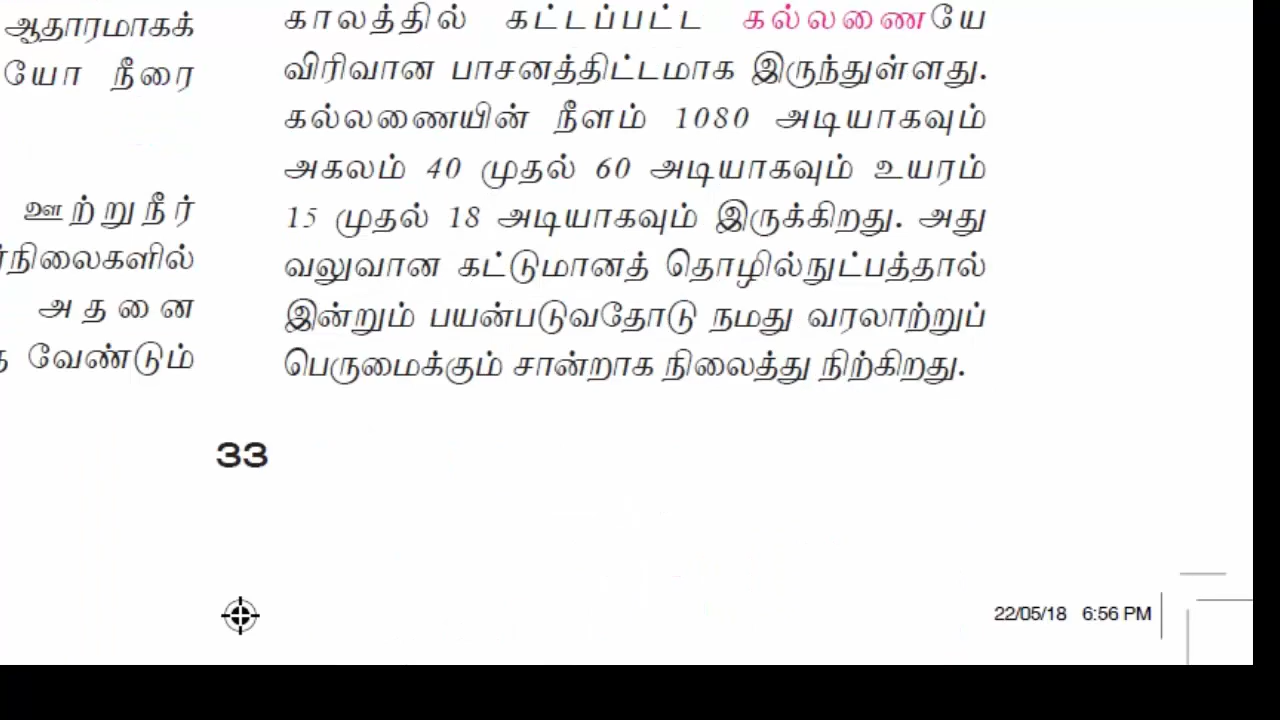 ஆதாரமாகக்
யோ நீரை
ஊற்றுநீர்
ர்நிலைகளில்
அதனை
வேண்டும்
காலத்தில் கட்டப்பட்ட கல்லணையே
விரிவான பாசனத்திட்டமாக இருந்துள்ளது.
கல்லணையின் நீளம் 1080 அடியாகவும்
அகலம் 40 முதல் 60 அடியாகவும் உயரம்
15 முதல் 18 அடியாகவும் இருக்கிறது. அது
வலுவான கட்டுமானத் தொழில்நுட்பத்தால்
இன்றும் பயன்படுவதோடு நமது வரலாற்றுப்
பெருமைக்கும் சான்றாக நிலைத்து நிற்கிறது.
33
22/05/18 6:56 PM